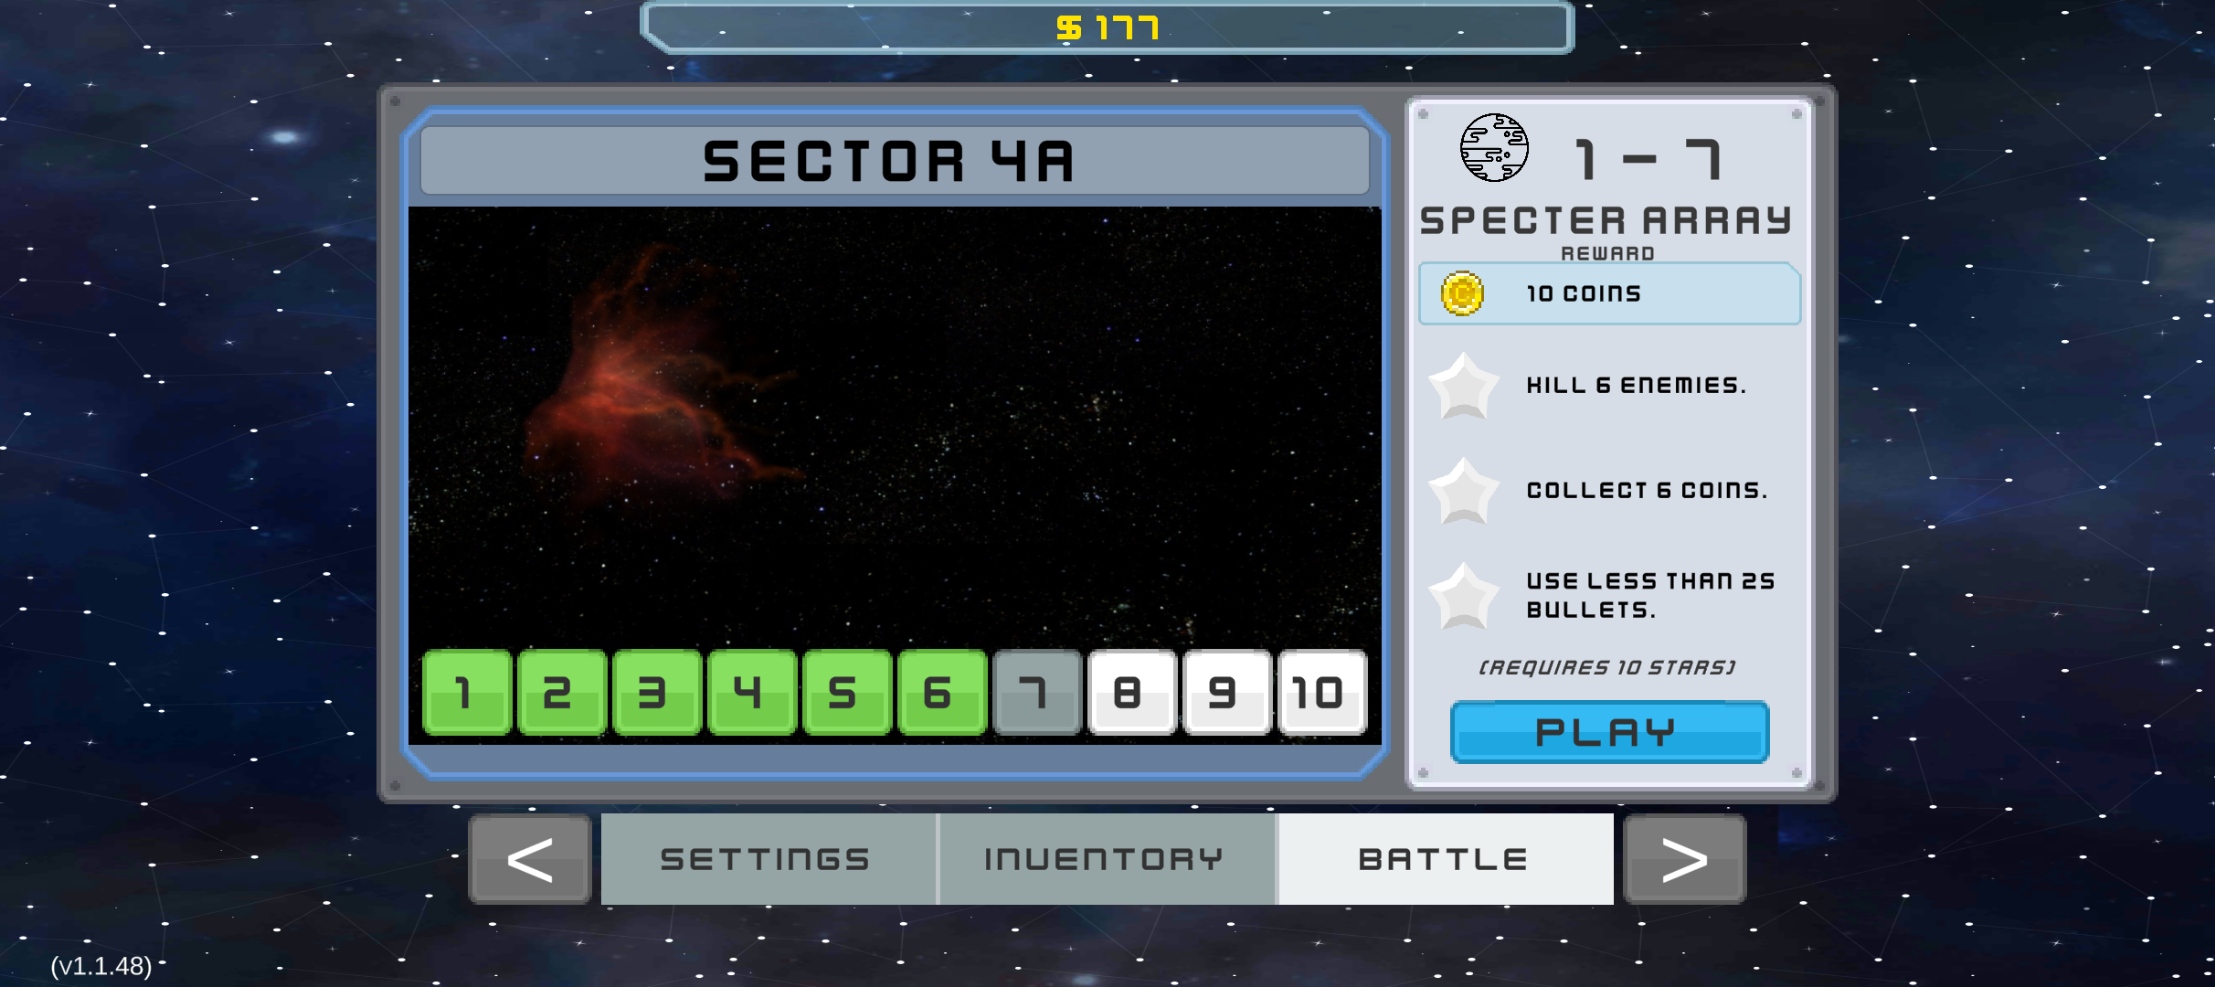 $ 177
SECTOR 4A
1 - 7
SPECTER ARRAY
REWARD
10 COINS
KILL 6 ENEMIES.
COLLECT 6 COINS.
USE LESS THAN 25
BULLETS.
(REQUIRES 10 STARS)
1 2 3 4 5 6 7 8 9 10
PLAY
< SETTINGS INVENTORY BATTLE >
(v1.1.48)